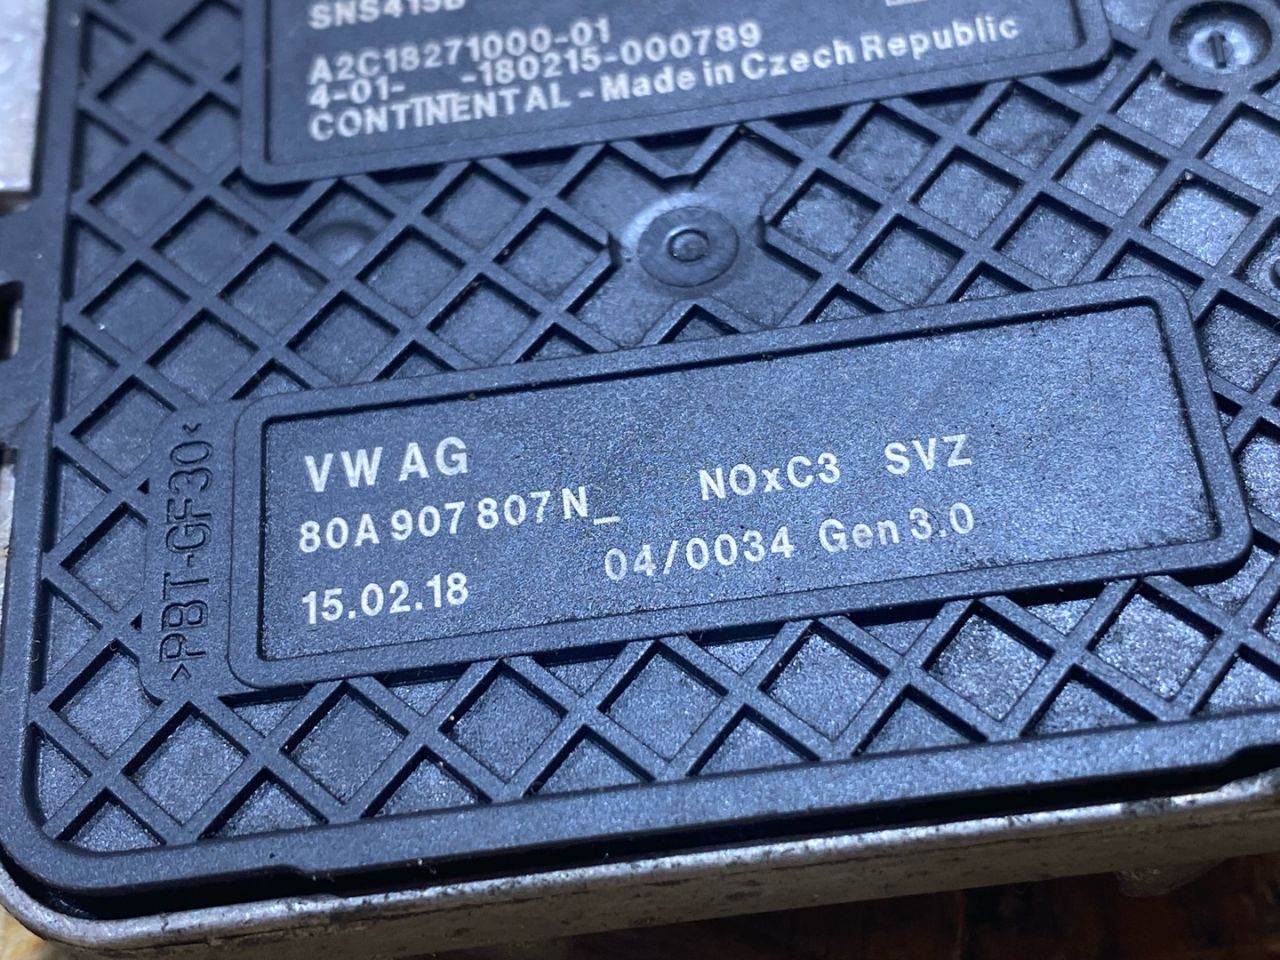 SNS415B
A2C18271000-01
4-01- -180215-000789
CONTINENTAL - Made in Czech Republic
VW AG
80A 907 807 N_ NOxC3 SVZ
04/0034 Gen 3.0
15.02.18
>PBT-GF30<